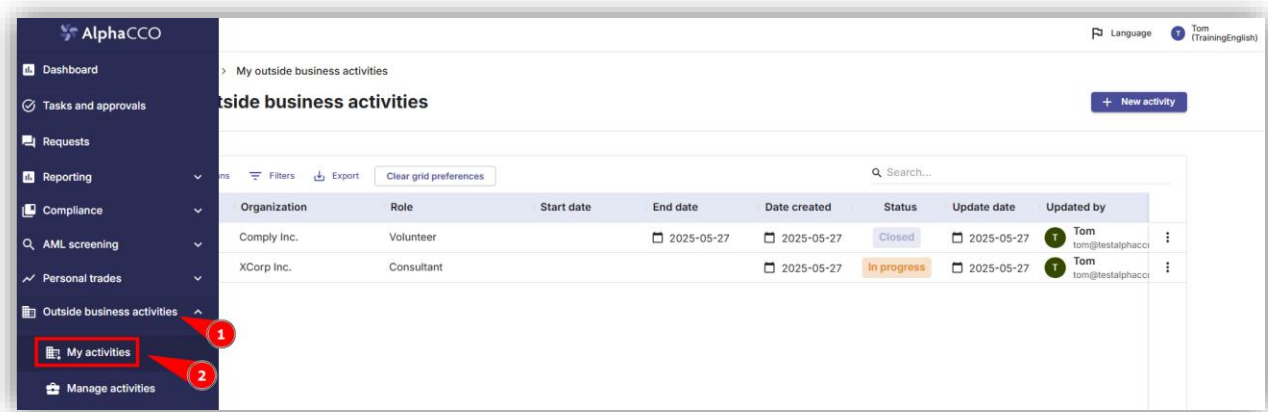 AlphaCCO
Language
T
Tom
(TrainingEnglish)
Dashboard
> My outside business activities
tside business activities
+ New activity
Tasks and approvals
Requests
Reporting
ns Filters Export Clear grid preferences
Search...
Compliance
Organization Role Start date End date Date created Status Update date Updated by
Comply Inc. Volunteer 2025-05-27 2025-05-27 Closed 2025-05-27 T Tom
tom@testalphacc
XCorp Inc. Consultant 2025-05-27 In progress 2025-05-27 T Tom
tom@testalphacc
AML screening
Personal trades
Outside business activities
1
My activities
2
Manage activities